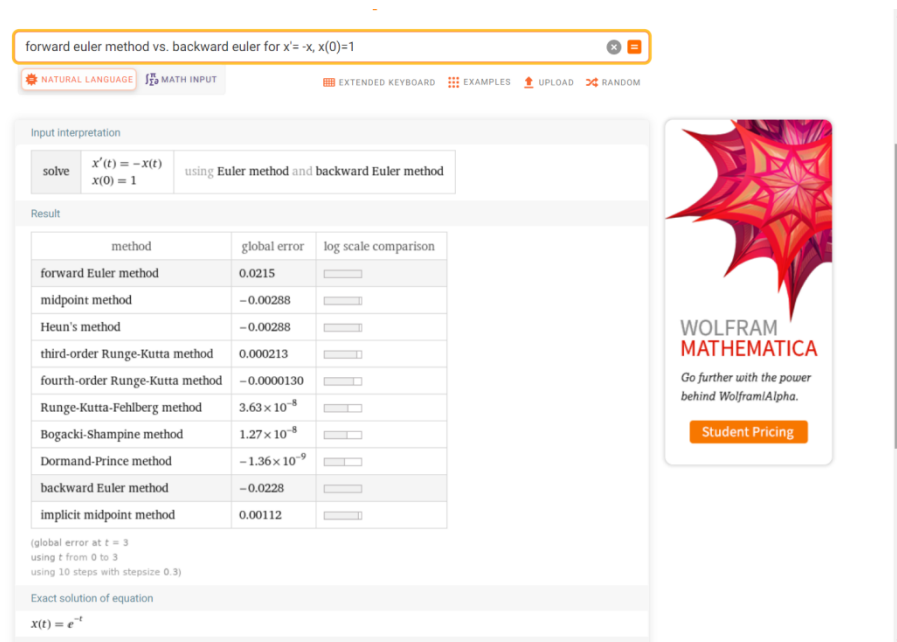 forward euler method vs. backward euler for x'= -x, x(0)=1
NATURAL LANGUAGE
MATH INPUT
EXTENDED KEYBOARD
EXAMPLES
UPLOAD
RANDOM
Input interpretation
solve
x′(t) = −x(t)
x(0) = 1
using Euler method and backward Euler method
Result
method global error log scale comparison
forward Euler method 0.0215
midpoint method −0.00288
Heun's method −0.00288
third-order Runge-Kutta method 0.000213
fourth-order Runge-Kutta method −0.0000130
Runge-Kutta-Fehlberg method 3.63×10⁻⁸
Bogacki-Shampine method 1.27×10⁻⁸
Dormand-Prince method −1.36×10⁻⁹
backward Euler method −0.0228
implicit midpoint method 0.00112
(global error at t = 3
using t from 0 to 3
using 10 steps with stepsize 0.3)
Exact solution of equation
x(t) = e⁻ᵗ
WOLFRAM
MATHEMATICA
Go further with the power
behind Wolfram|Alpha.
Student Pricing